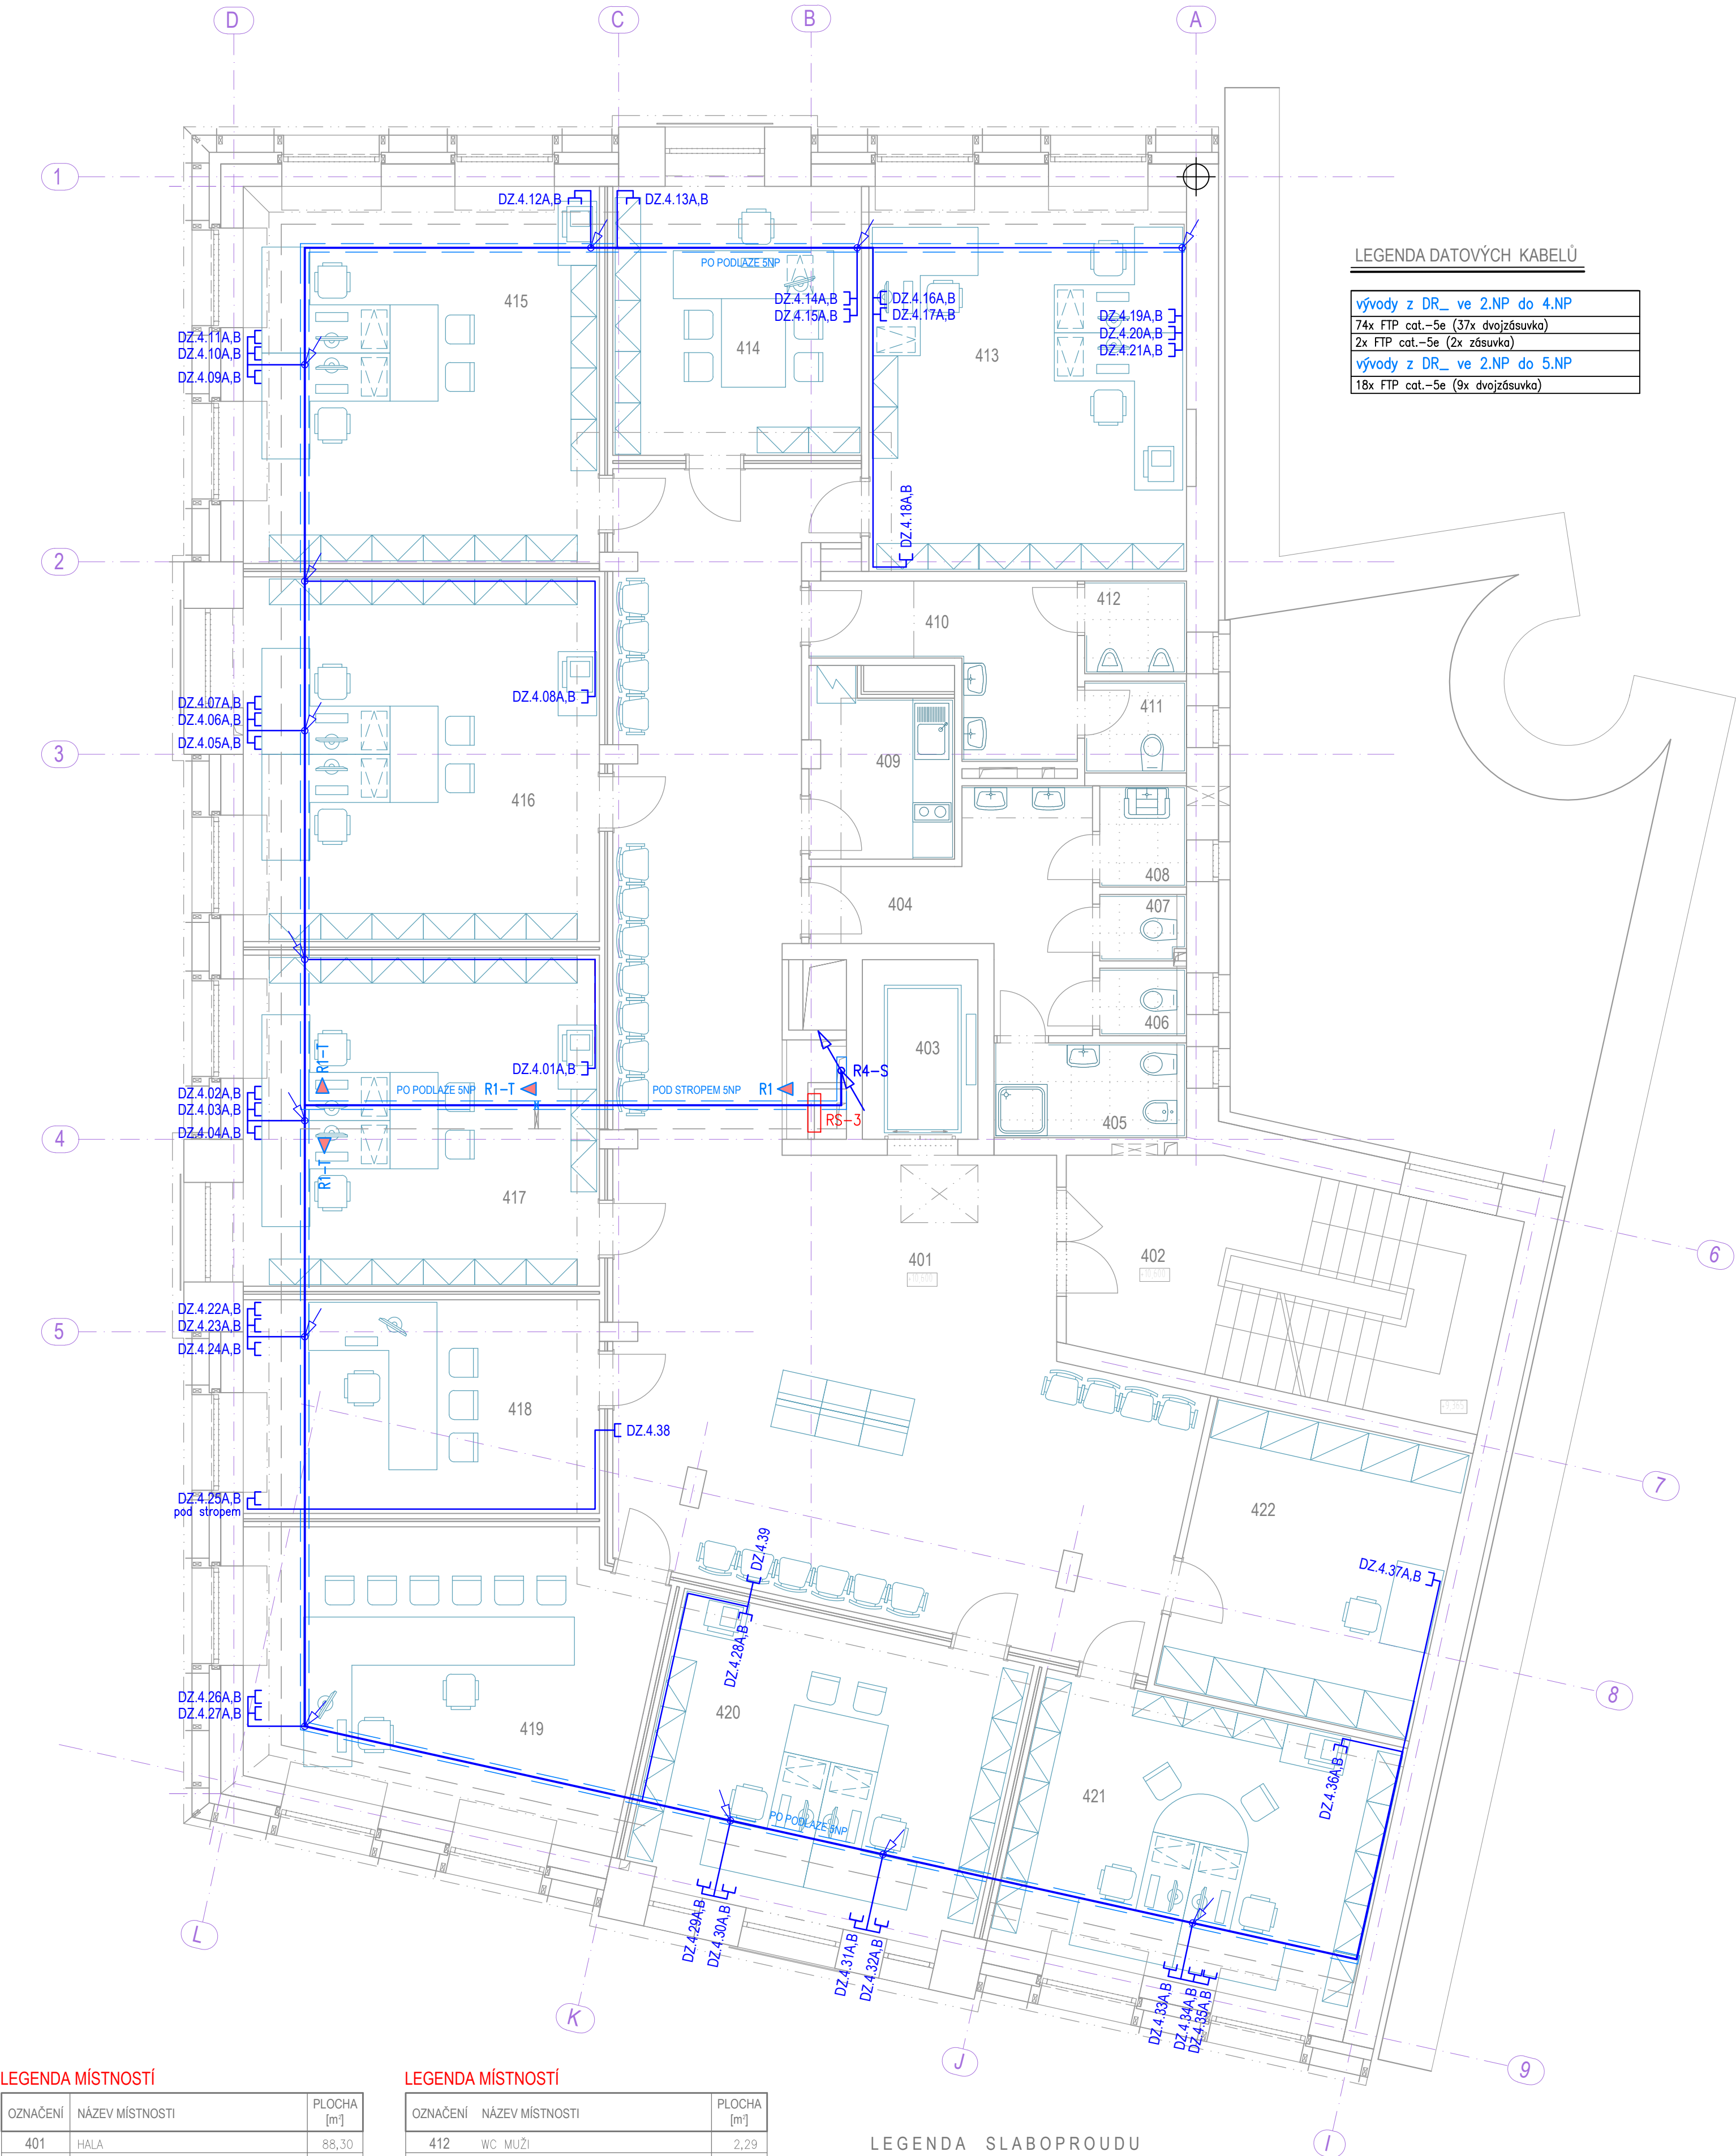 D
C
B
A
1
DZ.4.12A,B
DZ.4.13A,B
PO PODLAZE 5NP
LEGENDA DATOVÝCH KABELŮ
vývody z DR_ ve 2.NP do 4.NP
74x FTP cat.–5e (37x dvojzásuvka)
2x FTP cat.–5e (2x zásuvka)
vývody z DR_ ve 2.NP do 5.NP
18x FTP cat.–5e (9x dvojzásuvka)
415
DZ.4.14A,B
DZ.4.15A,B
DZ.4.16A,B
DZ.4.17A,B
DZ.4.19A,B
DZ.4.20A,B
DZ.4.21A,B
414
413
DZ.4.11A,B
DZ.4.10A,B
DZ.4.09A,B
DZ.4.18A,B
2
412
410
DZ.4.07A,B
DZ.4.06A,B
DZ.4.05A,B
DZ.4.08A,B
411
3
409
416
408
404
407
406
403
DZ.4.01A,B
R1–T
PO PODLAZE 5NP
R1–T
POD STROPEM 5NP
R1
R4–S
DZ.4.02A,B
DZ.4.03A,B
DZ.4.04A,B
RS–3
405
4
R1–T
417
401
402
6
DZ.4.22A,B
DZ.4.23A,B
DZ.4.24A,B
5
418
DZ.4.38
7
DZ.4.25A,B
pod stropem
422
DZ.4.39
DZ.4.37A,B
DZ.4.28A,B
8
DZ.4.26A,B
DZ.4.27A,B
419
420
421
DZ.4.36A,B
PO PODLAZE 5NP
L
DZ.4.29A,B
DZ.4.30A,B
DZ.4.31A,B
DZ.4.32A,B
DZ.4.33A,B
DZ.4.34A,B
DZ.4.35A,B
K
J
9
I
LEGENDA MÍSTNOSTÍ
OZNAČENÍ NÁZEV MÍSTNOSTI PLOCHA [m²]
401 HALA 88,30
LEGENDA MÍSTNOSTÍ
OZNAČENÍ NÁZEV MÍSTNOSTI PLOCHA [m²]
412 WC MUŽI 2,29
LEGENDA SLABOPROUDU